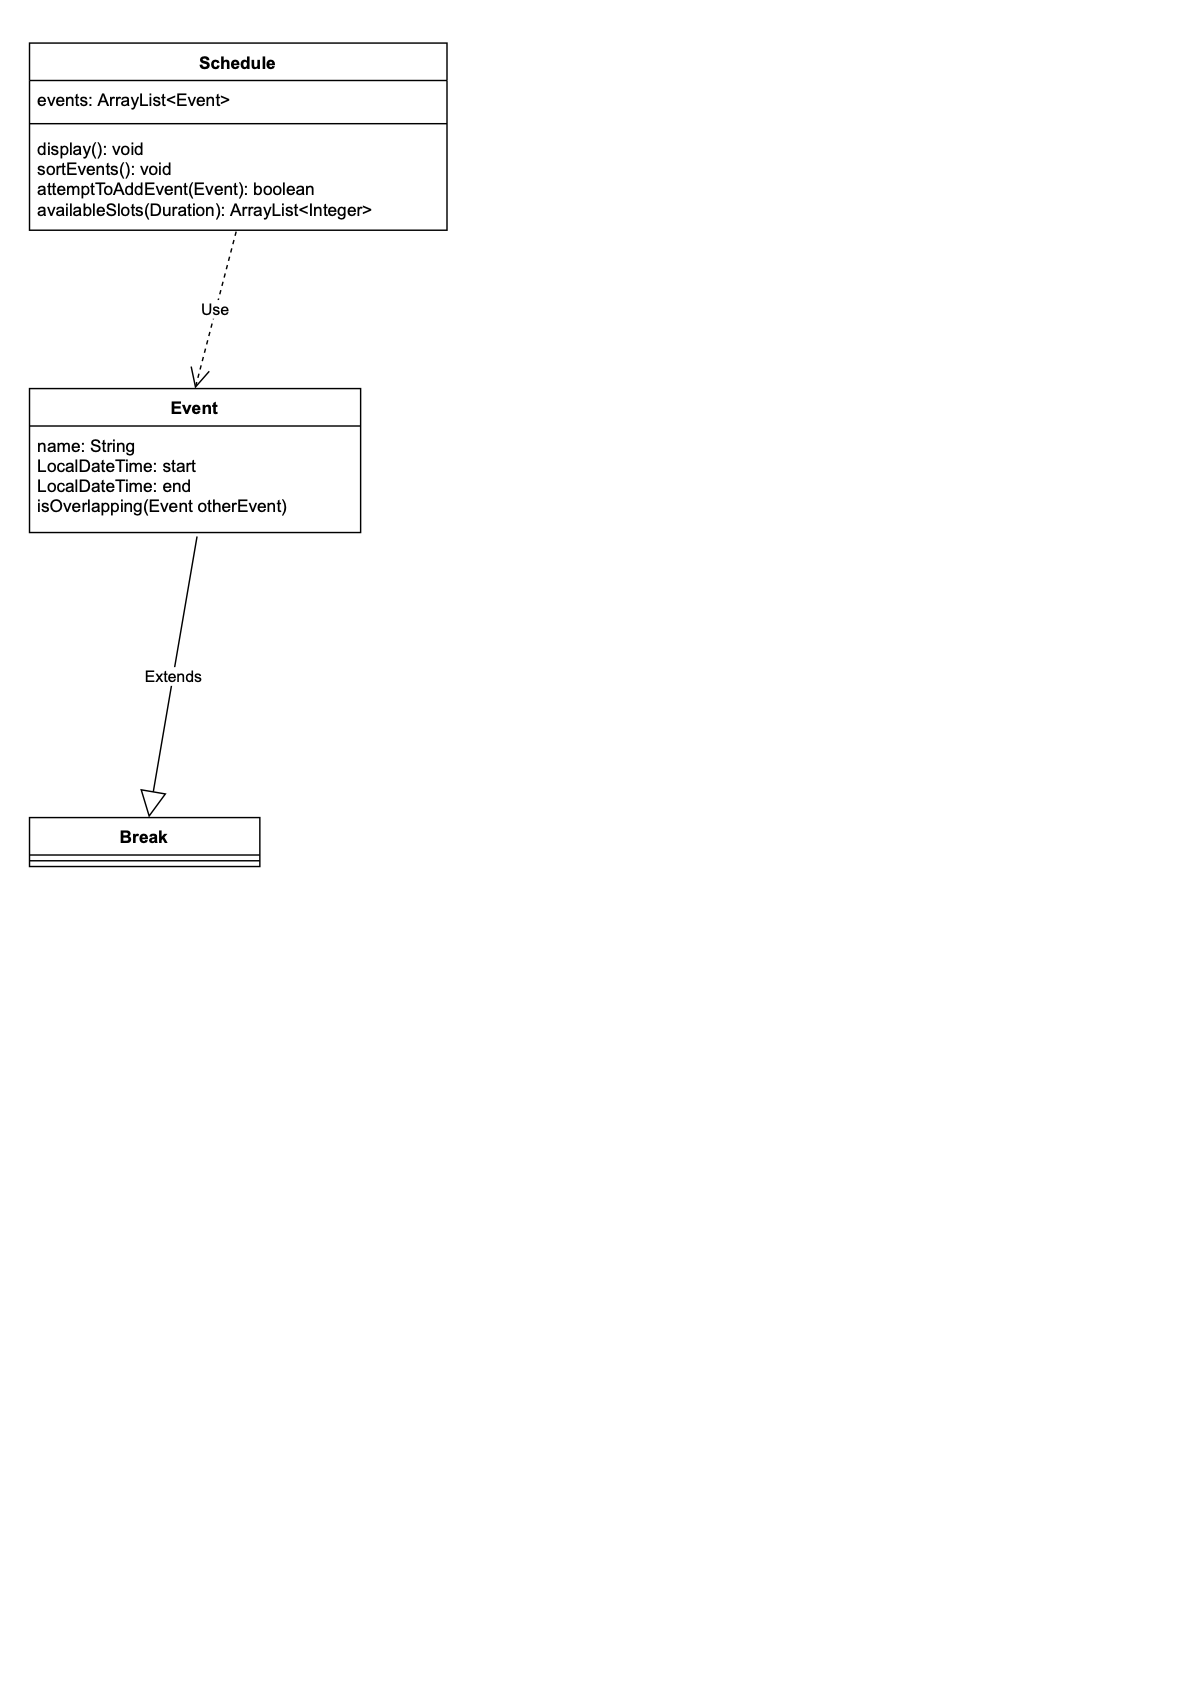 Schedule
events: ArrayList<Event>
display(): void
sortEvents(): void
attemptToAddEvent(Event): boolean
availableSlots(Duration): ArrayList<Integer>
Use
Event
name: String
LocalDateTime: start
LocalDateTime: end
isOverlapping(Event otherEvent)
Extends
Break